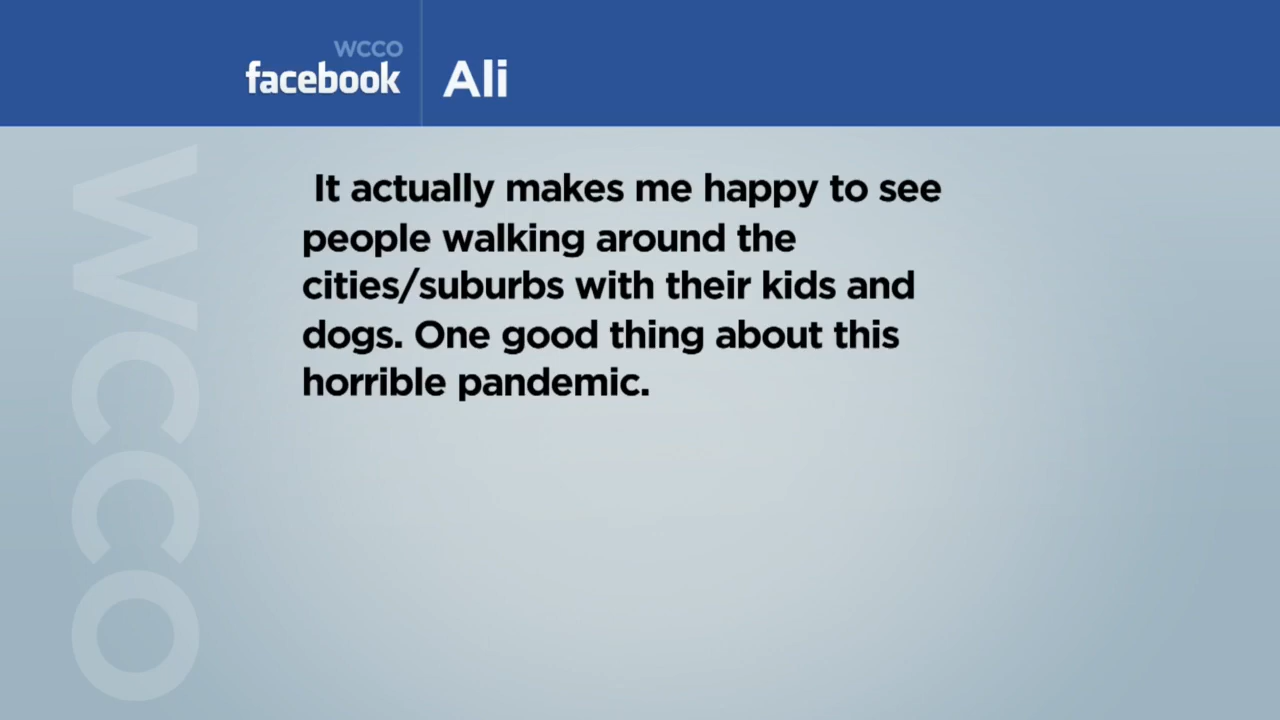 WCCO
facebook
Ali
It actually makes me happy to see
people walking around the
cities/suburbs with their kids and
dogs. One good thing about this
horrible pandemic.
WCCO